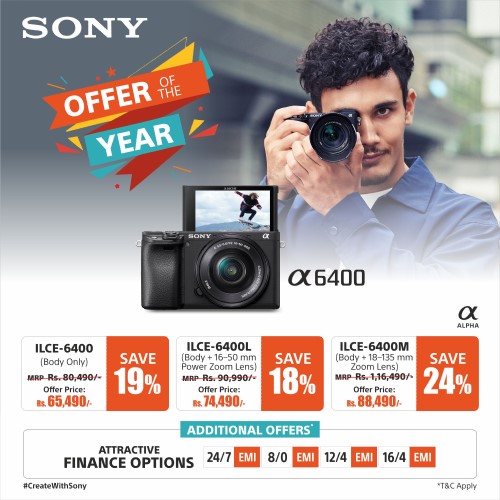 SONY
OFFER OF THE
YEAR
SONY
SONY
α6400
α
ALPHA
ILCE-6400
(Body Only)
MRP Rs. 80,490/-
Offer Price:
Rs. 65,490/-
SAVE
19%
ILCE-6400L
(Body + 16-50 mm
Power Zoom Lens)
MRP Rs. 90,990/-
Offer Price:
Rs. 74,490/-
SAVE
18%
ILCE-6400M
(Body + 18-135 mm
Zoom Lens)
MRP Rs. 1,16,490/-
Offer Price:
Rs. 88,490/-
SAVE
24%
ADDITIONAL OFFERS*
ATTRACTIVE
FINANCE OPTIONS
24/7 EMI 8/0 EMI 12/4 EMI 16/4 EMI
#CreateWithSony
*T&C Apply